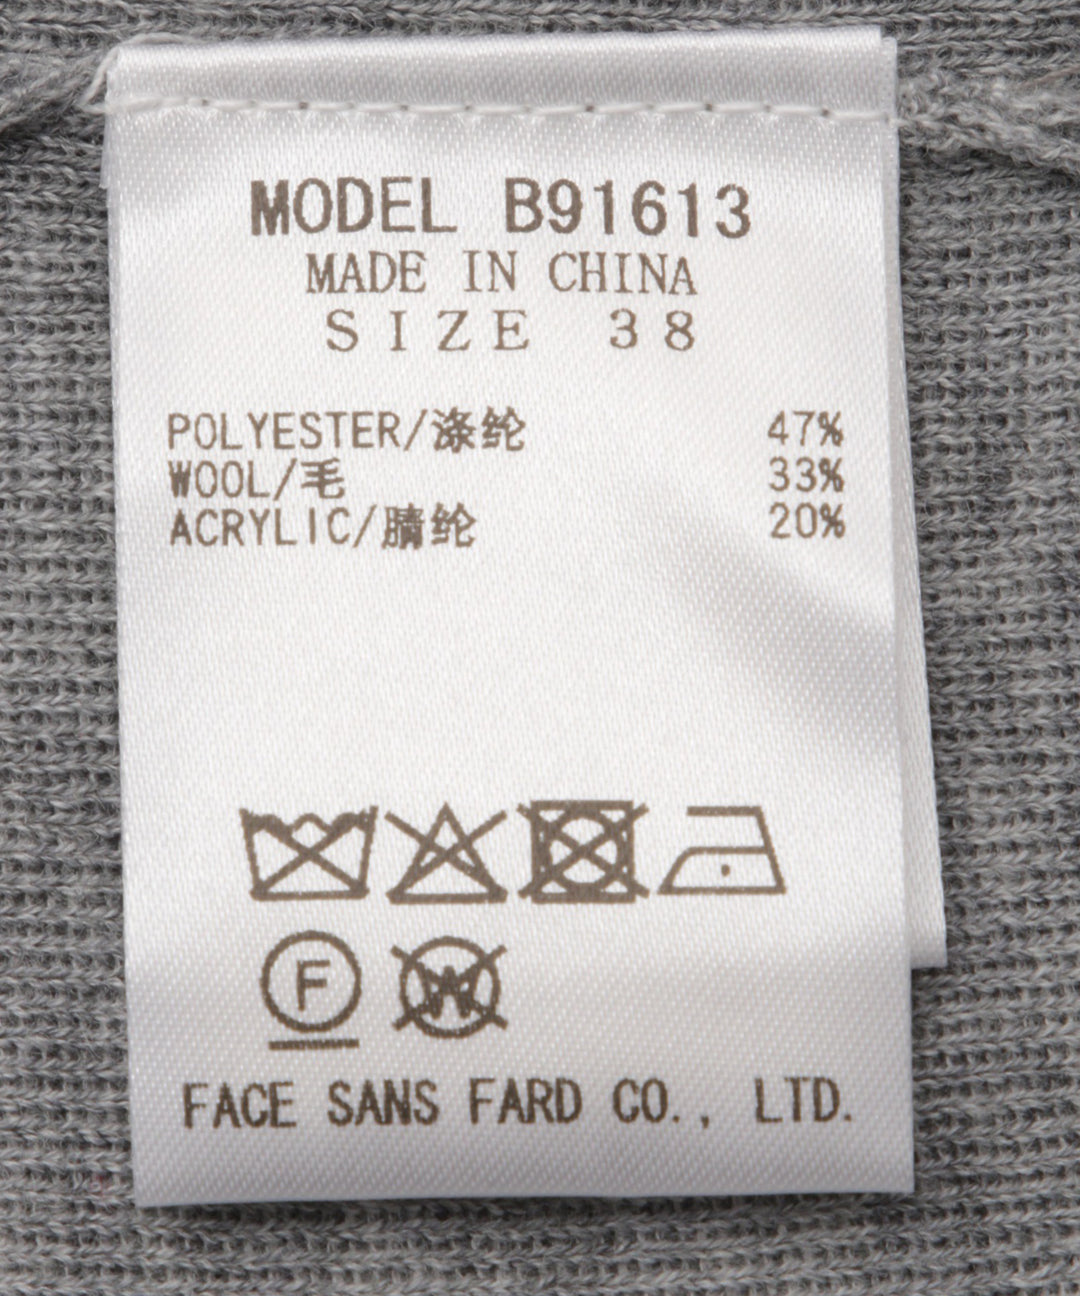 MODEL B91613
MADE IN CHINA
SIZE 38
POLYESTER/涤纶 47%
WOOL/毛 33%
ACRYLIC/腈纶 20%
F
W
FACE SANS FARD CO., LTD.